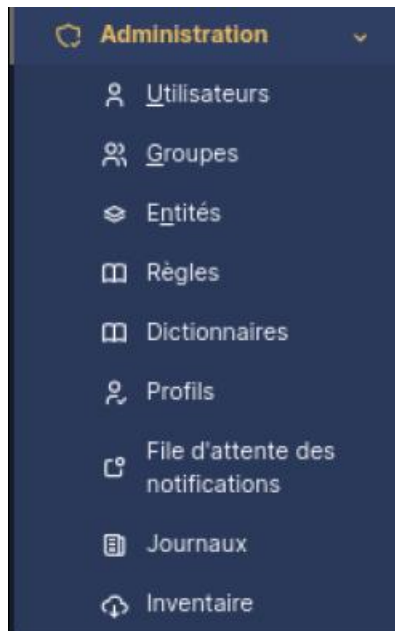 Administration
Utilisateurs
Groupes
Entités
Règles
Dictionnaires
Profils
File d'attente des
notifications
Journaux
Inventaire